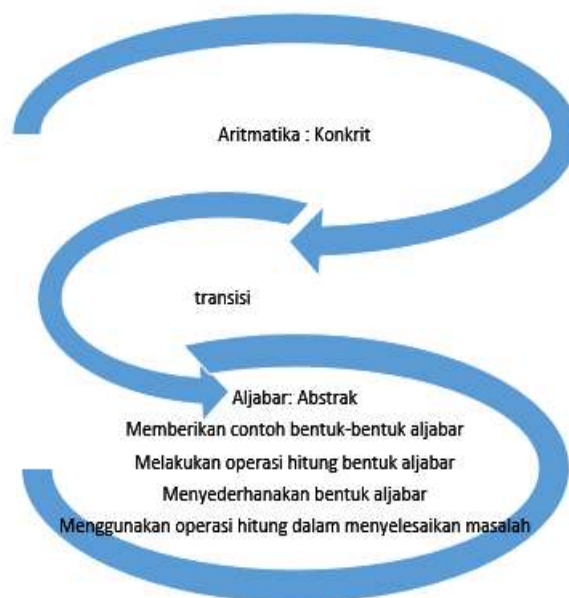 Aritmatika : Konkrit
transisi
Aljabar: Abstrak
Memberikan contoh bentuk-bentuk aljabar
Melakukan operasi hitung bentuk aljabar
Menyederhanakan bentuk aljabar
Menggunakan operasi hitung dalam menyelesaikan masalah